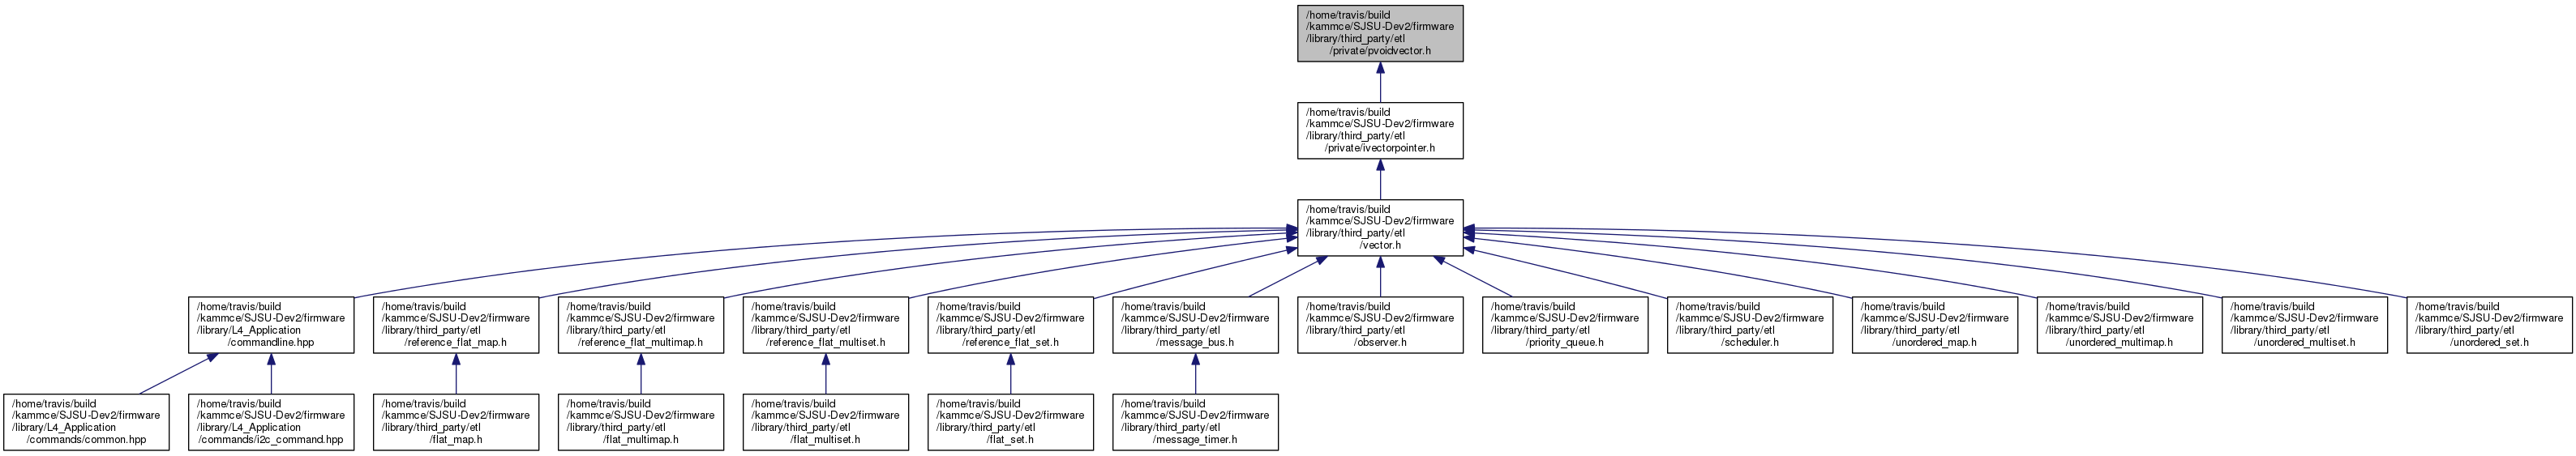 /home/travis/build
/kammce/SJSU-Dev2/firmware
/library/third_party/etl
/private/pvoidvector.h
/home/travis/build
/kammce/SJSU-Dev2/firmware
/library/third_party/etl
/private/ivectorpointer.h
/home/travis/build
/kammce/SJSU-Dev2/firmware
/library/third_party/etl
/vector.h
/home/travis/build
/kammce/SJSU-Dev2/firmware
/library/L4_Application
/commandline.hpp
/home/travis/build
/kammce/SJSU-Dev2/firmware
/library/third_party/etl
/reference_flat_map.h
/home/travis/build
/kammce/SJSU-Dev2/firmware
/library/third_party/etl
/reference_flat_multimap.h
/home/travis/build
/kammce/SJSU-Dev2/firmware
/library/third_party/etl
/reference_flat_multiset.h
/home/travis/build
/kammce/SJSU-Dev2/firmware
/library/third_party/etl
/reference_flat_set.h
/home/travis/build
/kammce/SJSU-Dev2/firmware
/library/third_party/etl
/message_bus.h
/home/travis/build
/kammce/SJSU-Dev2/firmware
/library/third_party/etl
/observer.h
/home/travis/build
/kammce/SJSU-Dev2/firmware
/library/third_party/etl
/priority_queue.h
/home/travis/build
/kammce/SJSU-Dev2/firmware
/library/third_party/etl
/scheduler.h
/home/travis/build
/kammce/SJSU-Dev2/firmware
/library/third_party/etl
/unordered_map.h
/home/travis/build
/kammce/SJSU-Dev2/firmware
/library/third_party/etl
/unordered_multimap.h
/home/travis/build
/kammce/SJSU-Dev2/firmware
/library/third_party/etl
/unordered_multiset.h
/home/travis/build
/kammce/SJSU-Dev2/firmware
/library/third_party/etl
/unordered_set.h
/home/travis/build
/kammce/SJSU-Dev2/firmware
/library/L4_Application
/commands/common.hpp
/home/travis/build
/kammce/SJSU-Dev2/firmware
/library/L4_Application
/commands/i2c_command.hpp
/home/travis/build
/kammce/SJSU-Dev2/firmware
/library/third_party/etl
/flat_map.h
/home/travis/build
/kammce/SJSU-Dev2/firmware
/library/third_party/etl
/flat_multimap.h
/home/travis/build
/kammce/SJSU-Dev2/firmware
/library/third_party/etl
/flat_multiset.h
/home/travis/build
/kammce/SJSU-Dev2/firmware
/library/third_party/etl
/flat_set.h
/home/travis/build
/kammce/SJSU-Dev2/firmware
/library/third_party/etl
/message_timer.h